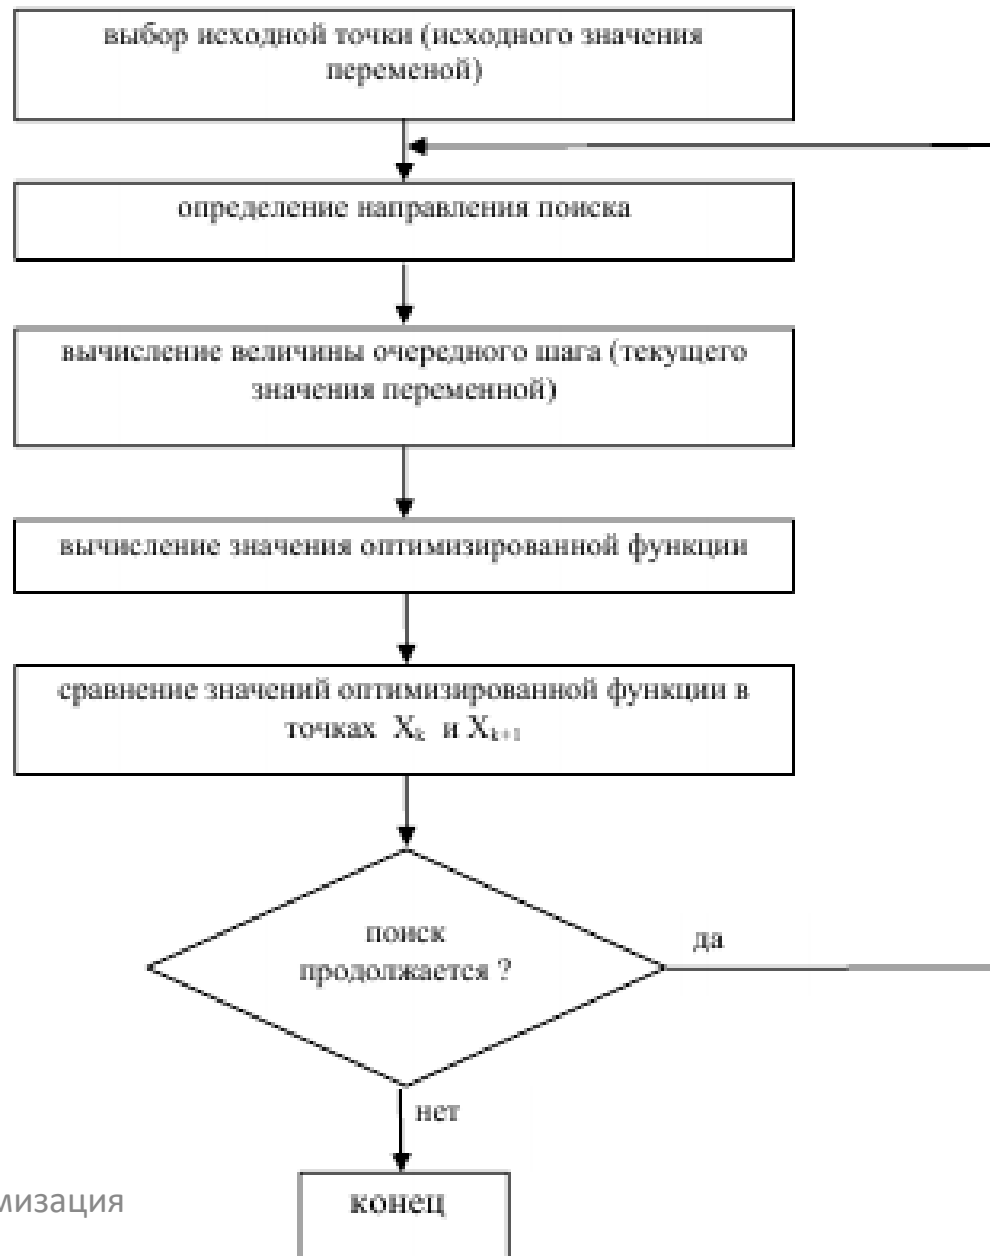 выбор исходной точки (исходного значения
переменой)
определение направления поиска
вычисление величины очередного шага (текущего
значения переменной)
вычисление значения оптимизированной функции
сравнение значений оптимизированной функции в
точках Xk и Xk+1
поиск
продолжается ?
да
нет
мизация
конец